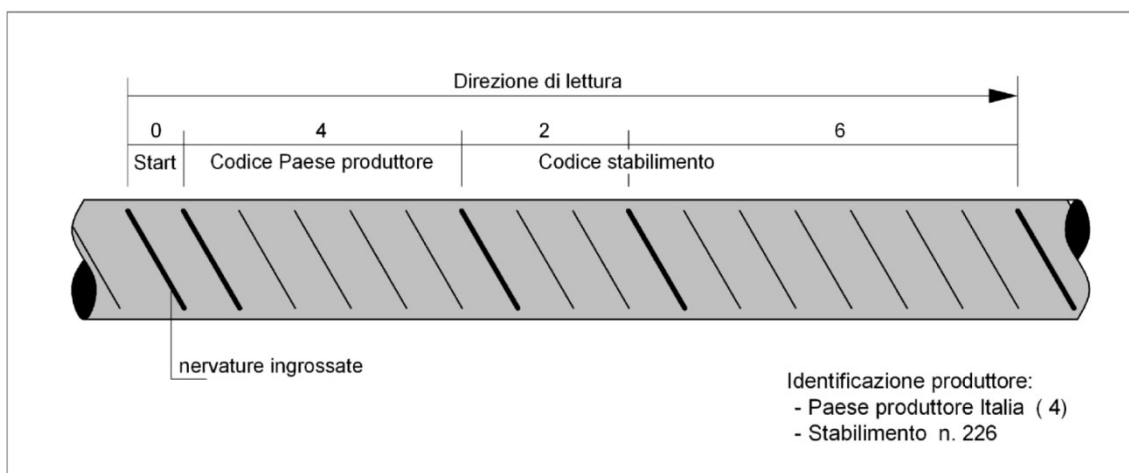 Direzione di lettura
0 4 2 6
Start Codice Paese produttore Codice stabilimento
nervature ingrossate
Identificazione produttore:
- Paese produttore Italia ( 4)
- Stabilimento n. 226